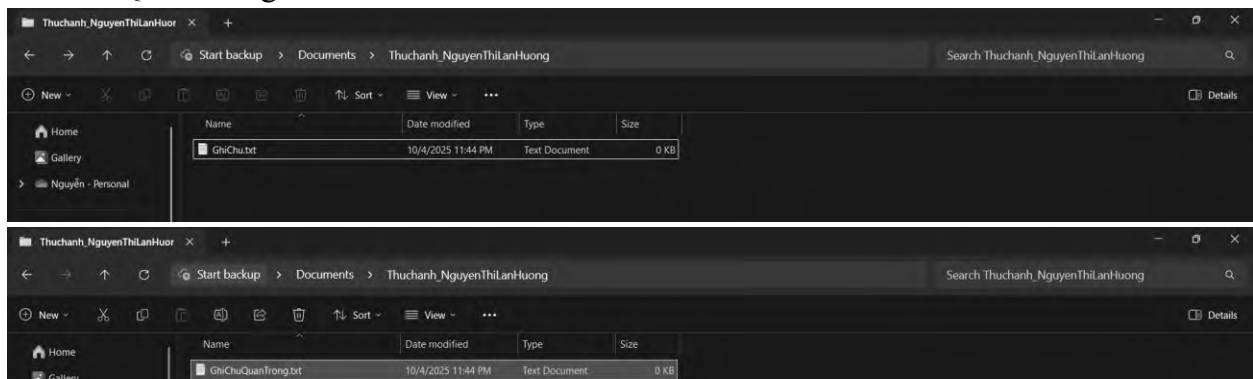 Thuchanh_NguyenThiLanHuor
Start backup > Documents > Thuchanh_NguyenThiLanHuong Search Thuchanh_NguyenThiLanHuong
New Sort View ... Details
Name Date modified Type Size
Home
GhiChu.txt 10/4/2025 11:44 PM Text Document 0 KB
Gallery
Nguyễn - Personal
Thuchanh_NguyenThiLanHuor
Start backup > Documents > Thuchanh_NguyenThiLanHuong Search Thuchanh_NguyenThiLanHuong
New Sort View ... Details
Name Date modified Type Size
Home
GhiChuQuanTrong.txt 10/4/2025 11:44 PM Text Document 0 KB
Gallery